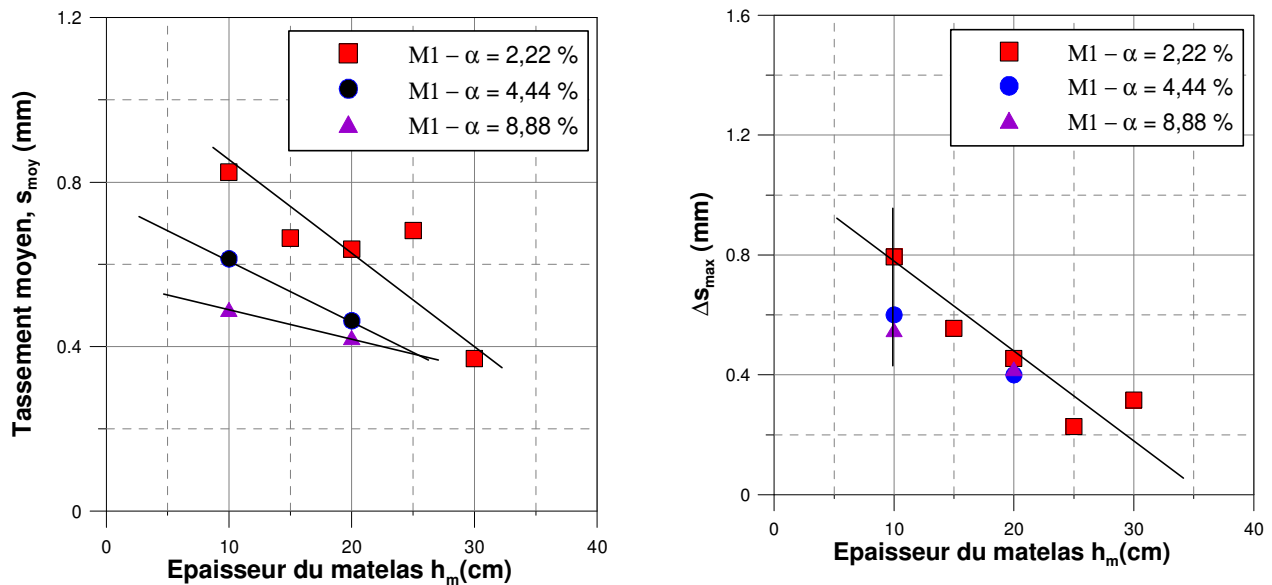 1.2
0.8
0.4
0
0
10
20
30
40
Tassement moyen, s_moy (mm)
Epaisseur du matelas h_m(cm)
M1 – α = 2,22 %
M1 – α = 4,44 %
M1 – α = 8,88 %
1.6
1.2
0.8
0.4
0
0
10
20
30
40
Δs_max (mm)
Epaisseur du matelas h_m(cm)
M1 – α = 2,22 %
M1 – α = 4,44 %
M1 – α = 8,88 %